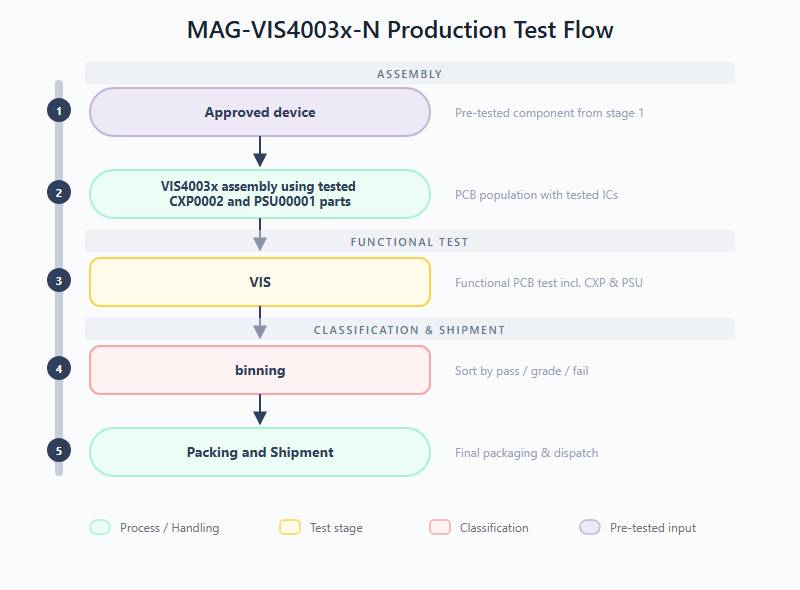 MAG-VIS4003x-N Production Test Flow
ASSEMBLY
1
Approved device
Pre-tested component from stage 1
2
VIS4003x assembly using tested
CXP0002 and PSU00001 parts
PCB population with tested ICs
FUNCTIONAL TEST
3
VIS
Functional PCB test incl. CXP & PSU
CLASSIFICATION & SHIPMENT
4
binning
Sort by pass / grade / fail
5
Packing and Shipment
Final packaging & dispatch
Process / Handling
Test stage
Classification
Pre-tested input